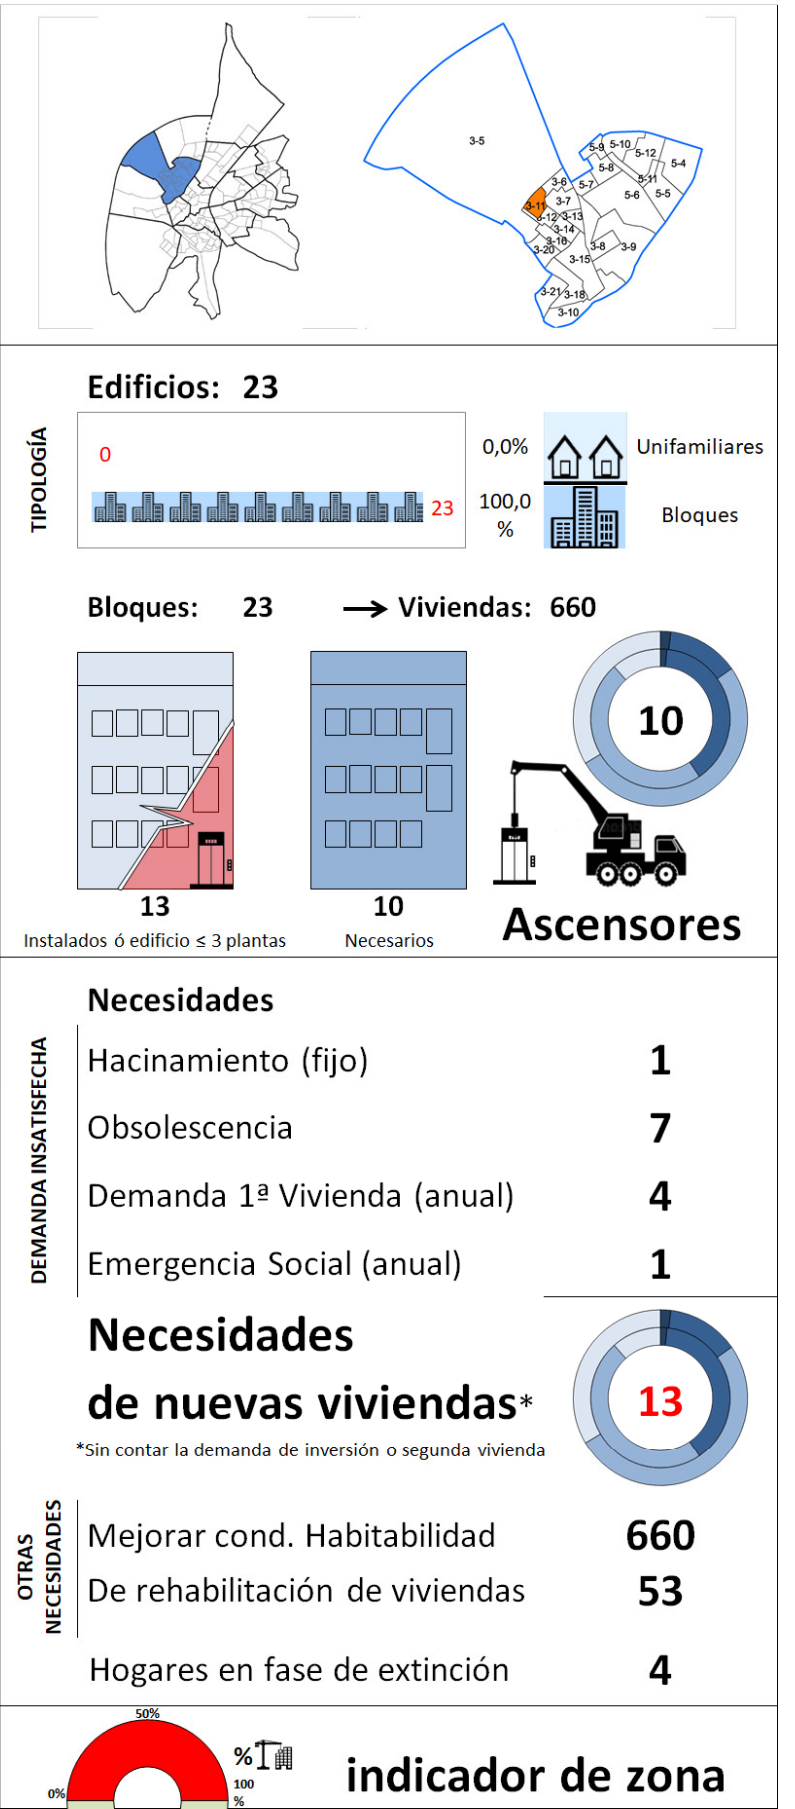 3-5
5-9
5-10
5-12
5-4
5-8
5-11
3-6
5-7
5-6
5-5
3-11
3-7
3-12
3-13
3-14
3-16
3-20
3-8
3-9
3-15
3-21
3-18
3-10
Edificios: 23
TIPOLOGÍA
0
0,0%
Unifamiliares
23
100,0
%
Bloques
Bloques: 23 → Viviendas: 660
10
13
Instalados ó edificio ≤ 3 plantas
10
Necesarios
Ascensores
DEMANDA INSATISFECHA
Necesidades
Hacinamiento (fijo) 1
Obsolescencia 7
Demanda 1ª Vivienda (anual) 4
Emergencia Social (anual) 1
Necesidades
de nuevas viviendas*
13
*Sin contar la demanda de inversión o segunda vivienda
OTRAS
NECESIDADES
Mejorar cond. Habitabilidad 660
De rehabilitación de viviendas 53
Hogares en fase de extinción 4
50%
0%
100
%
%
indicador de zona